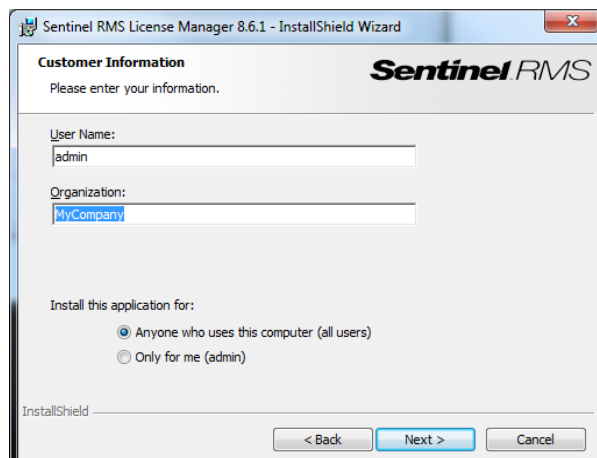 Sentinel RMS License Manager 8.6.1 - InstallShield Wizard
Customer Information
Please enter your information.
Sentinel.RMS
User Name:
admin
Organization:
MyCompany
Install this application for:
Anyone who uses this computer (all users)
Only for me (admin)
InstallShield
< Back
Next >
Cancel